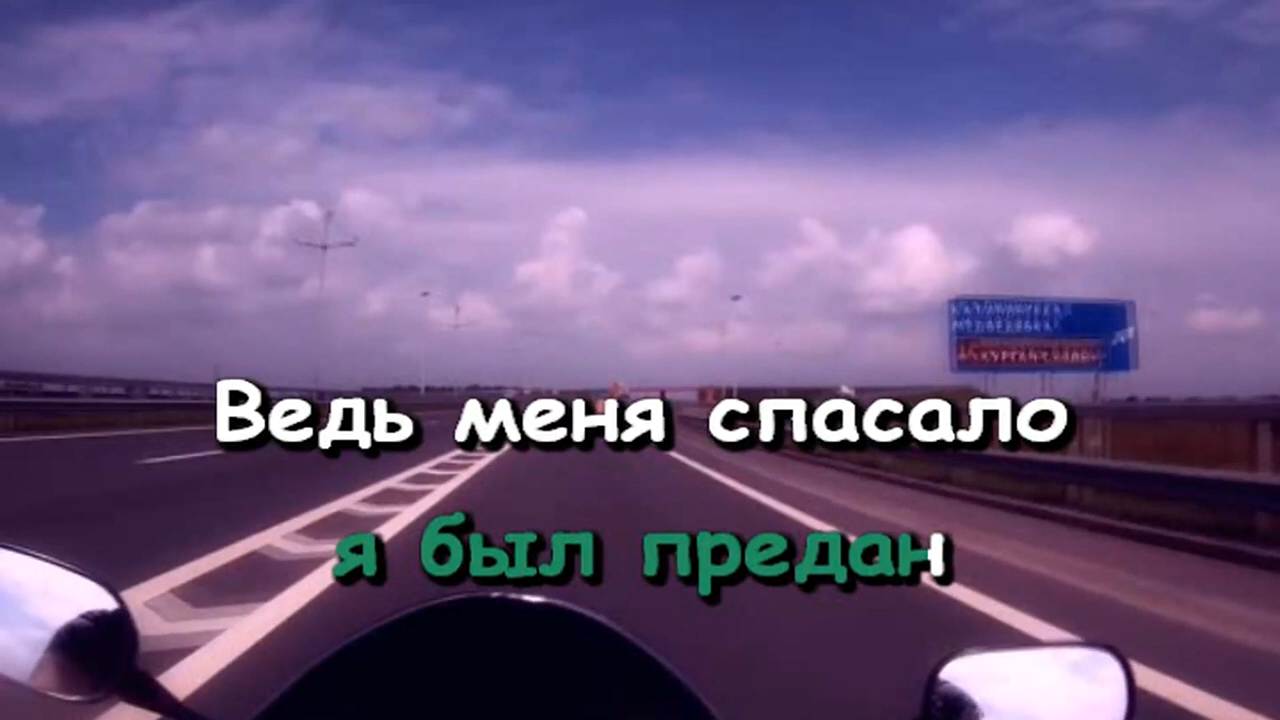 Ведь меня спасало
я был предан